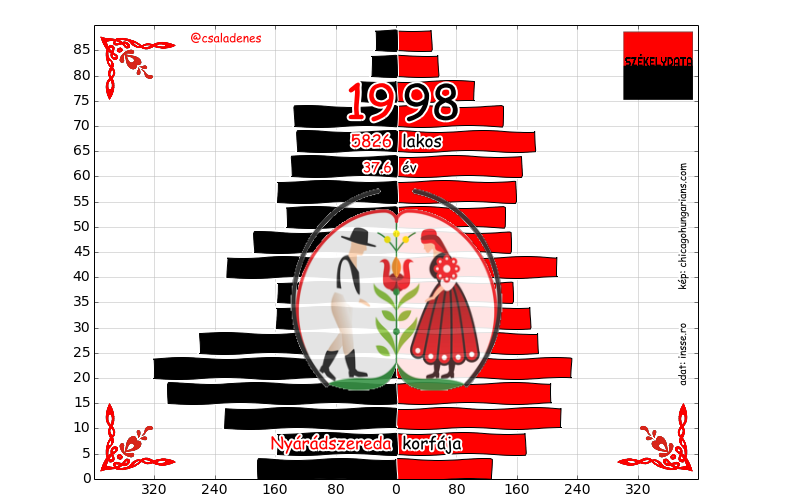 @csaladenes
SZÉKELYDATA
1998
5826 lakos
37.6 év
kép: chicagohungarians.com
adat: insse.ro
Nyárádszereda korfája
85
80
75
70
65
60
55
50
45
40
35
30
25
20
15
10
5
0
320 240 160 80 0 80 160 240 320